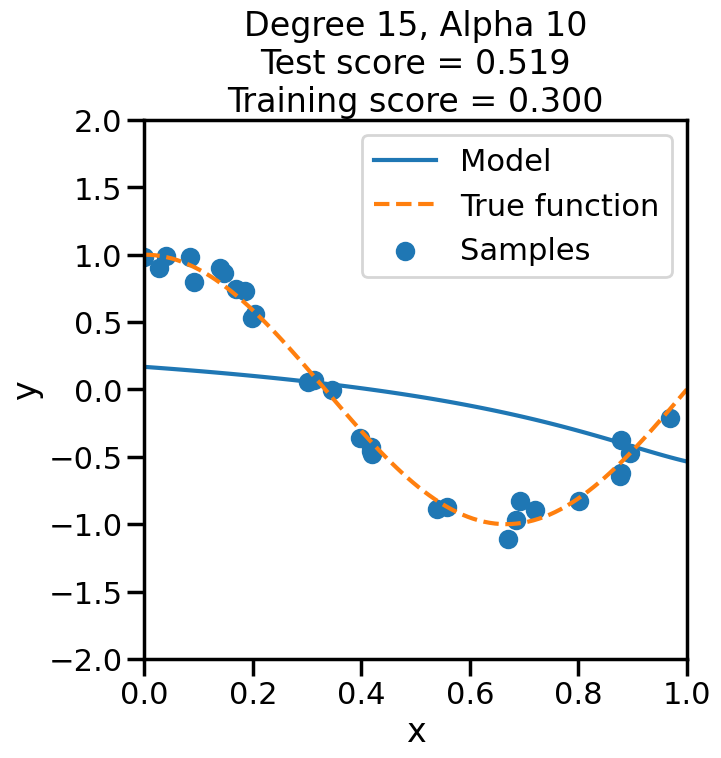 Degree 15, Alpha 10
Test score = 0.519
Training score = 0.300
2.0
1.5
1.0
0.5
0.0
−0.5
−1.0
−1.5
−2.0
y
Model
True function
Samples
0.0 0.2 0.4 0.6 0.8 1.0
x